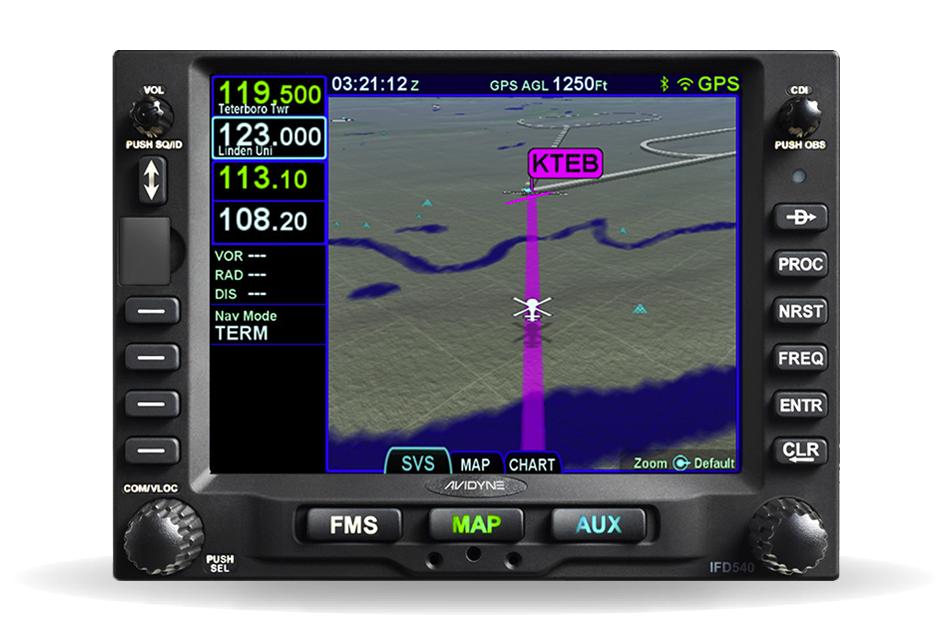 VOL
PUSH SQ/ID
119.500
Teterboro Twr
123.000
Linden Uni
113.10
108.20
VOR ---
RAD ---
DIS ---
Nav Mode
TERM
03:21:12 Z
GPS AGL 1250Ft
GPS
KTEB
SVS
MAP
CHART
Zoom Default
CDI
PUSH OBS
D
PROC
NRST
FREQ
ENTR
CLR
COM/VLOC
PUSH
SEL
AVIDYNE
FMS
MAP
AUX
IFD540